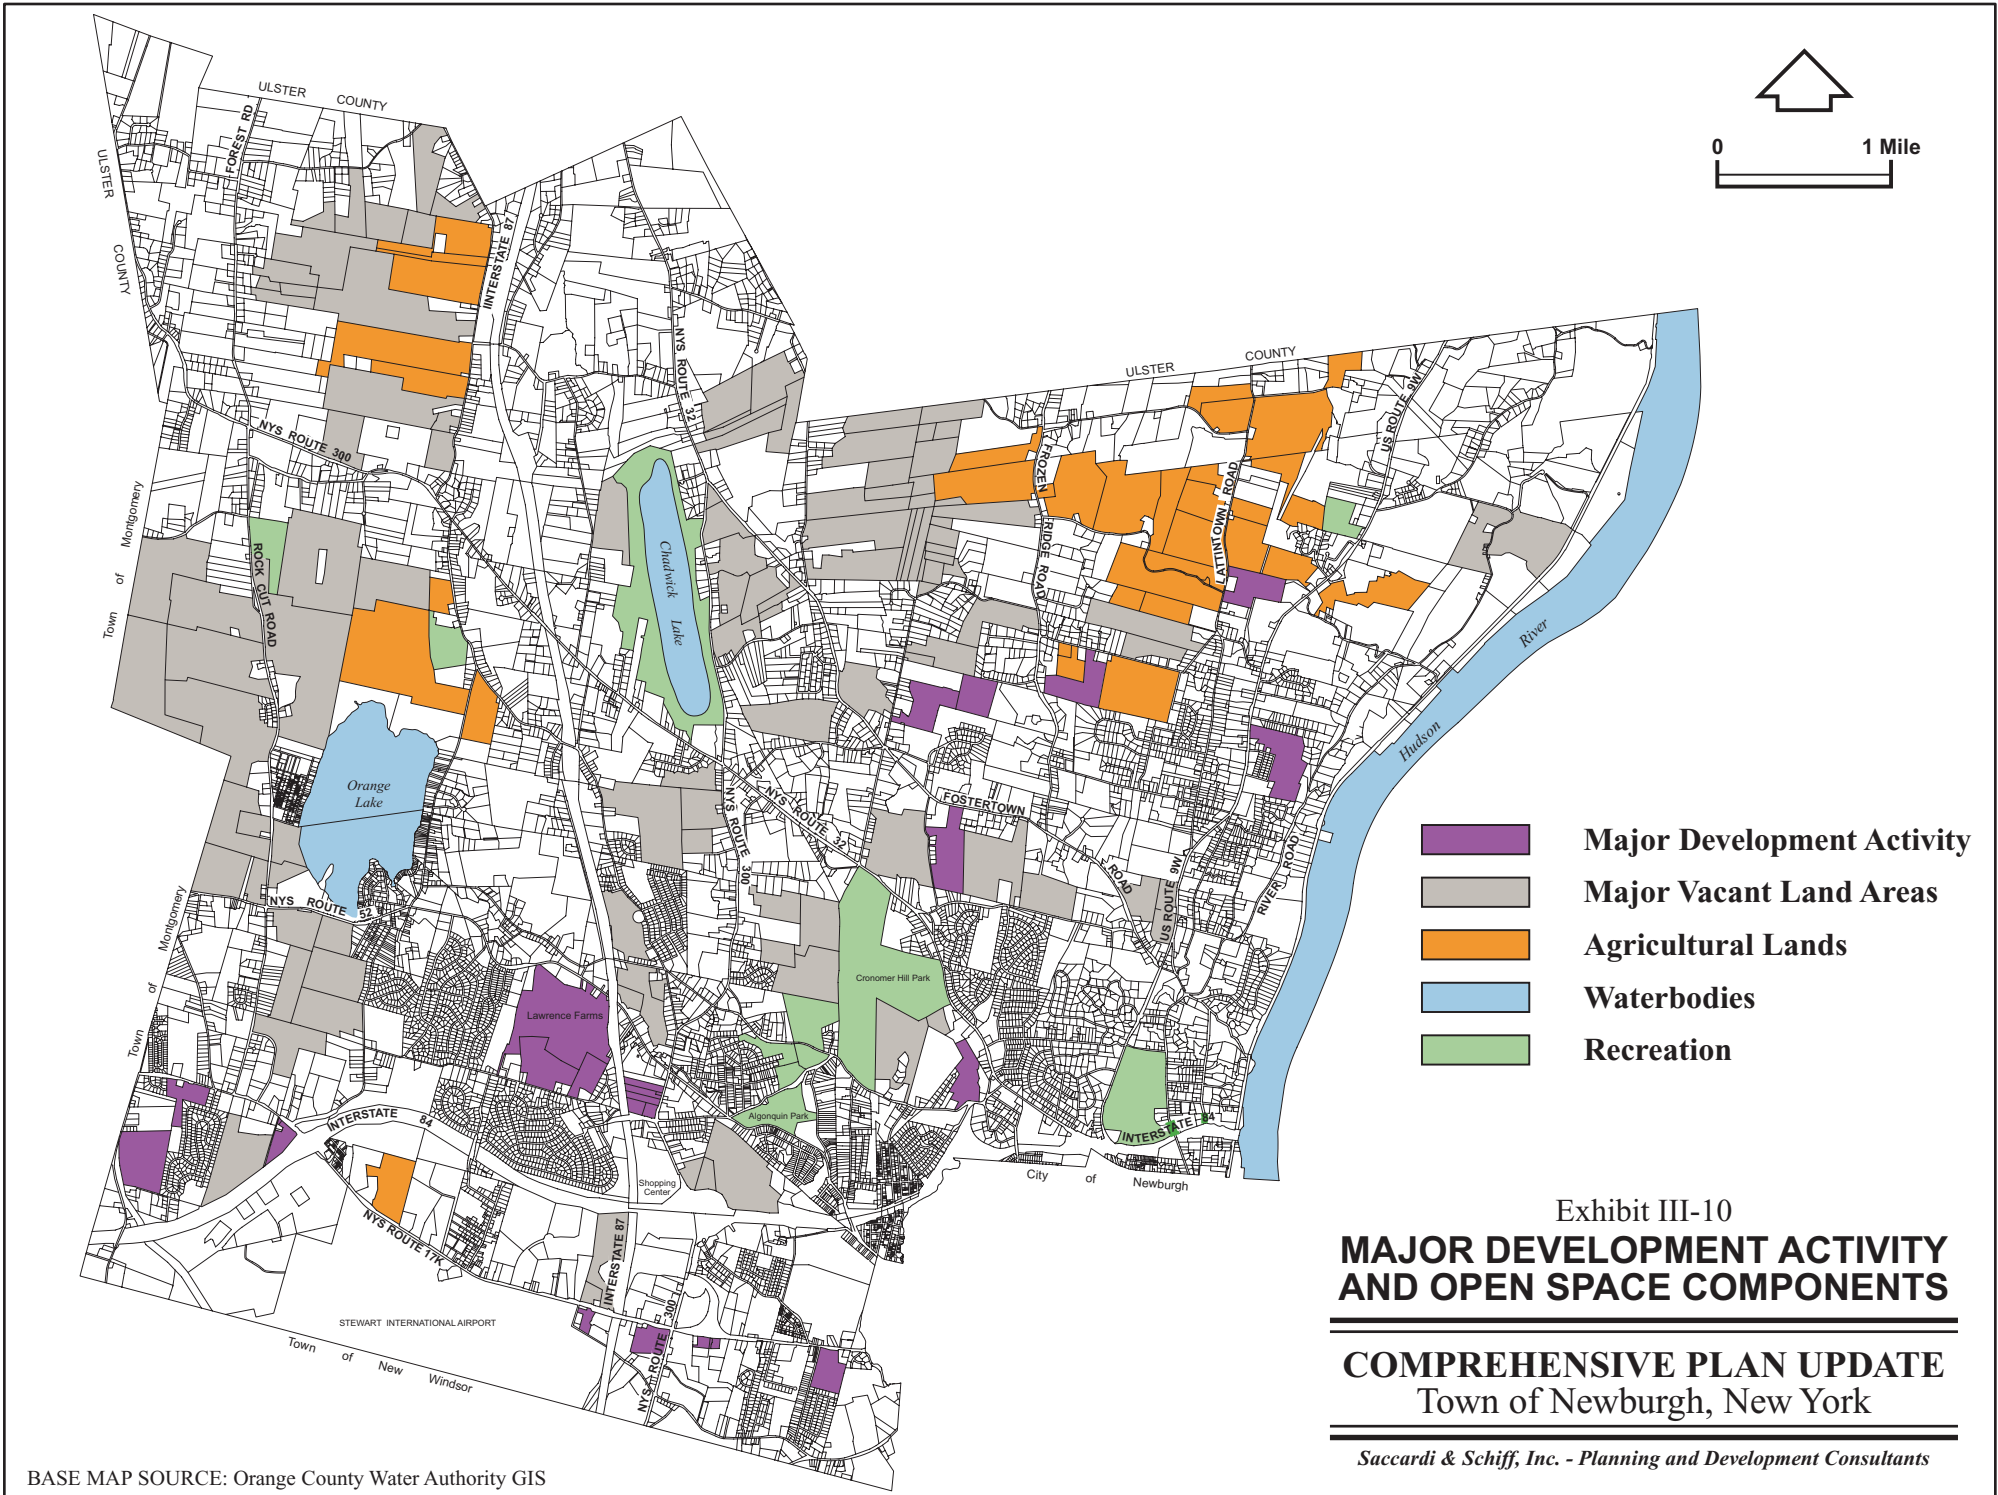 ULSTER COUNTY
ULSTER
COUNTY
FOREST RD
INTERSTATE 87
NYS ROUTE 32
0 1 Mile
ULSTER COUNTY
US ROUTE 9W
NYS ROUTE 300
Town of Montgomery
ROCK CUT ROAD
Chadwick
Lake
FROZEN RIDGE ROAD
LATTINTOWN ROAD
Hudson River
Orange
Lake
NYS ROUTE 300
NYS ROUTE 32
FOSTERTOWN ROAD
US ROUTE 9W
RIVER ROAD
NYS ROUTE 52
Town of Montgomery
Cronomer Hill Park
Lawrence Farms
Algonquin Park
INTERSTATE 84
INTERSTATE 84
City of Newburgh
Shopping
Center
NYS ROUTE 17K
INTERSTATE 87
NYS ROUTE 300
STEWART INTERNATIONAL AIRPORT
Town of New Windsor
Major Development Activity
Major Vacant Land Areas
Agricultural Lands
Waterbodies
Recreation
Exhibit III-10
MAJOR DEVELOPMENT ACTIVITY
AND OPEN SPACE COMPONENTS
COMPREHENSIVE PLAN UPDATE
Town of Newburgh, New York
Saccardi & Schiff, Inc. - Planning and Development Consultants
BASE MAP SOURCE: Orange County Water Authority GIS